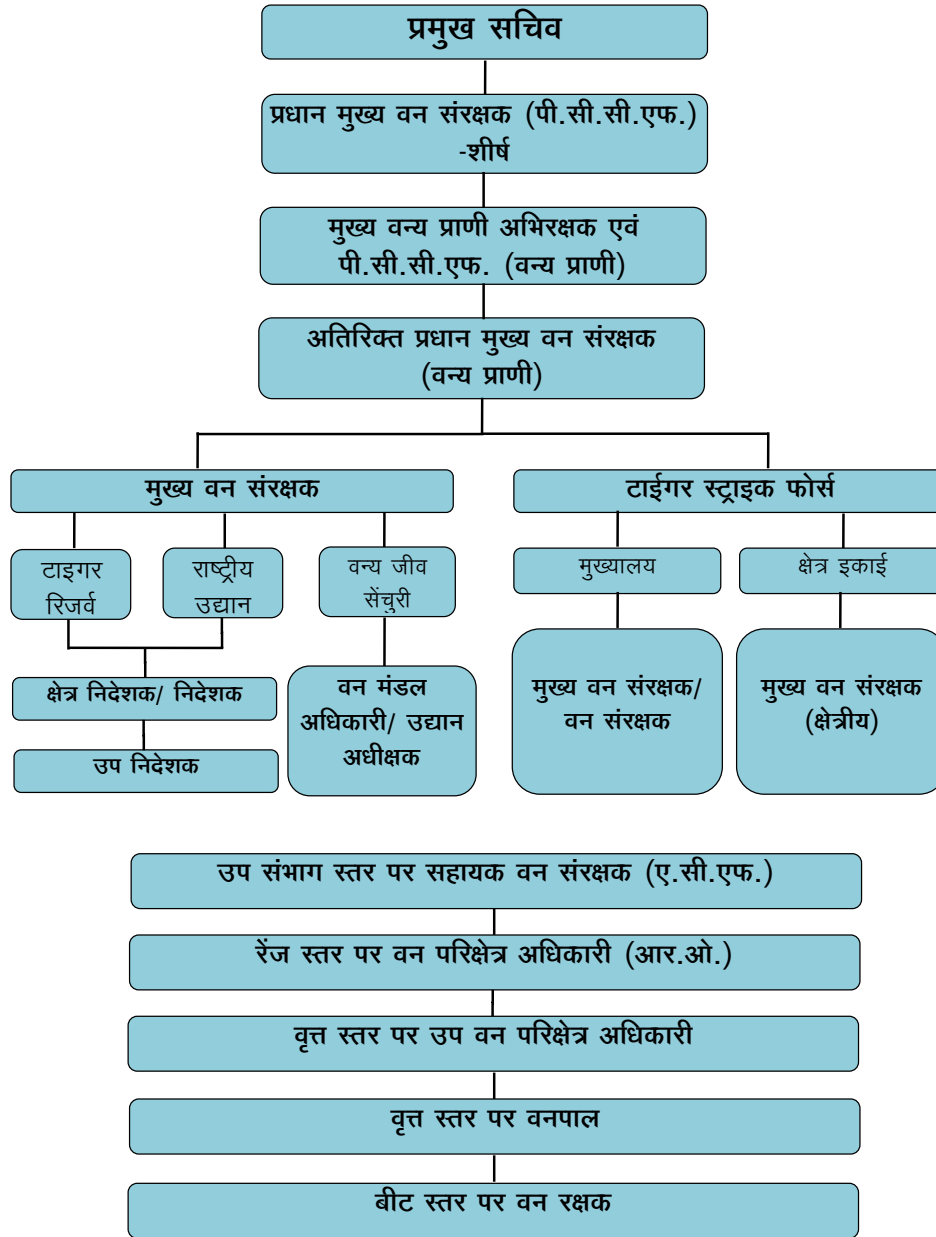 प्रमुख सचिव
प्रधान मुख्य वन संरक्षक (पी.सी.सी.एफ.)
-शीर्ष
मुख्य वन्य प्राणी अभिरक्षक एवं
पी.सी.सी.एफ. (वन्य प्राणी)
अतिरिक्त प्रधान मुख्य वन संरक्षक
(वन्य प्राणी)
मुख्य वन संरक्षक
टाईगर स्ट्राइक फोर्स
टाइगर
रिजर्व
राष्ट्रीय
उद्यान
वन्य जीव
सेंचुरी
मुख्यालय
क्षेत्र इकाई
क्षेत्र निदेशक/ निदेशक
उप निदेशक
वन मंडल
अधिकारी/ उद्यान
अधीक्षक
मुख्य वन संरक्षक/
वन संरक्षक
मुख्य वन संरक्षक
(क्षेत्रीय)
उप संभाग स्तर पर सहायक वन संरक्षक (ए.सी.एफ.)
रेंज स्तर पर वन परिक्षेत्र अधिकारी (आर.ओ.)
वृत्त स्तर पर उप वन परिक्षेत्र अधिकारी
वृत्त स्तर पर वनपाल
बीट स्तर पर वन रक्षक